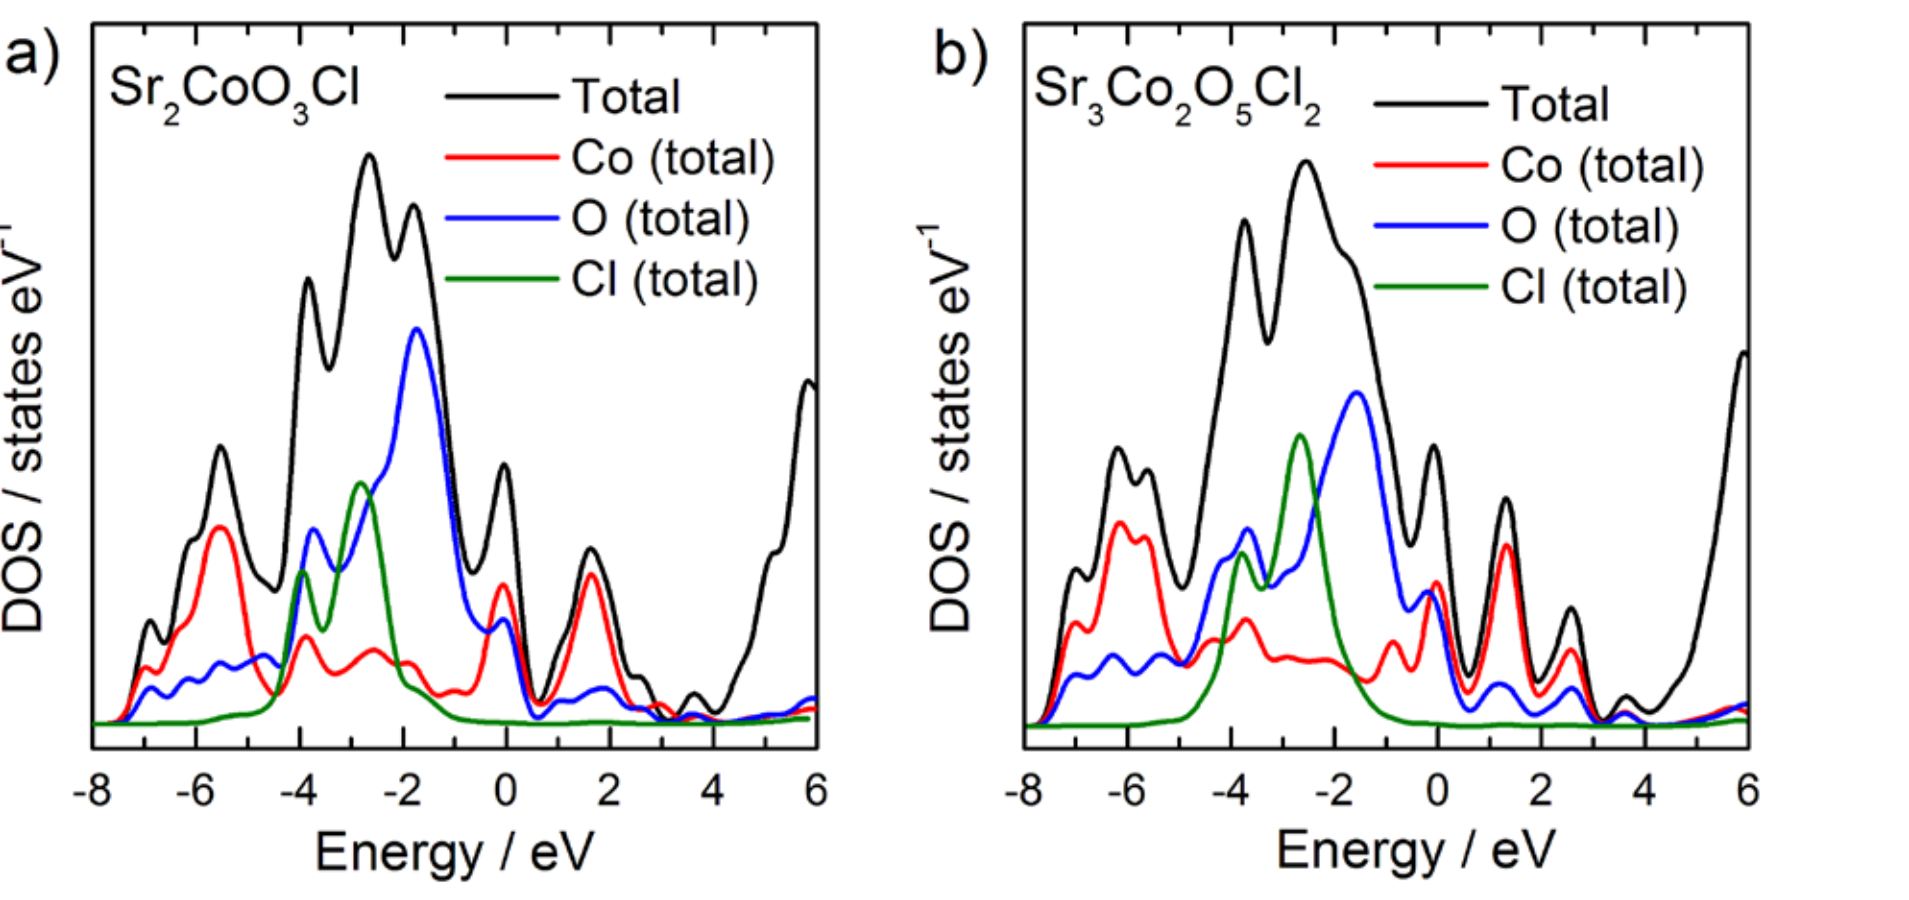 a)
Sr₂CoO₃Cl
Total
Co (total)
O (total)
Cl (total)
DOS / states eV⁻¹
-8 -6 -4 -2 0 2 4 6
Energy / eV
b)
Sr₃Co₂O₅Cl₂
Total
Co (total)
O (total)
Cl (total)
DOS / states eV⁻¹
-8 -6 -4 -2 0 2 4 6
Energy / eV